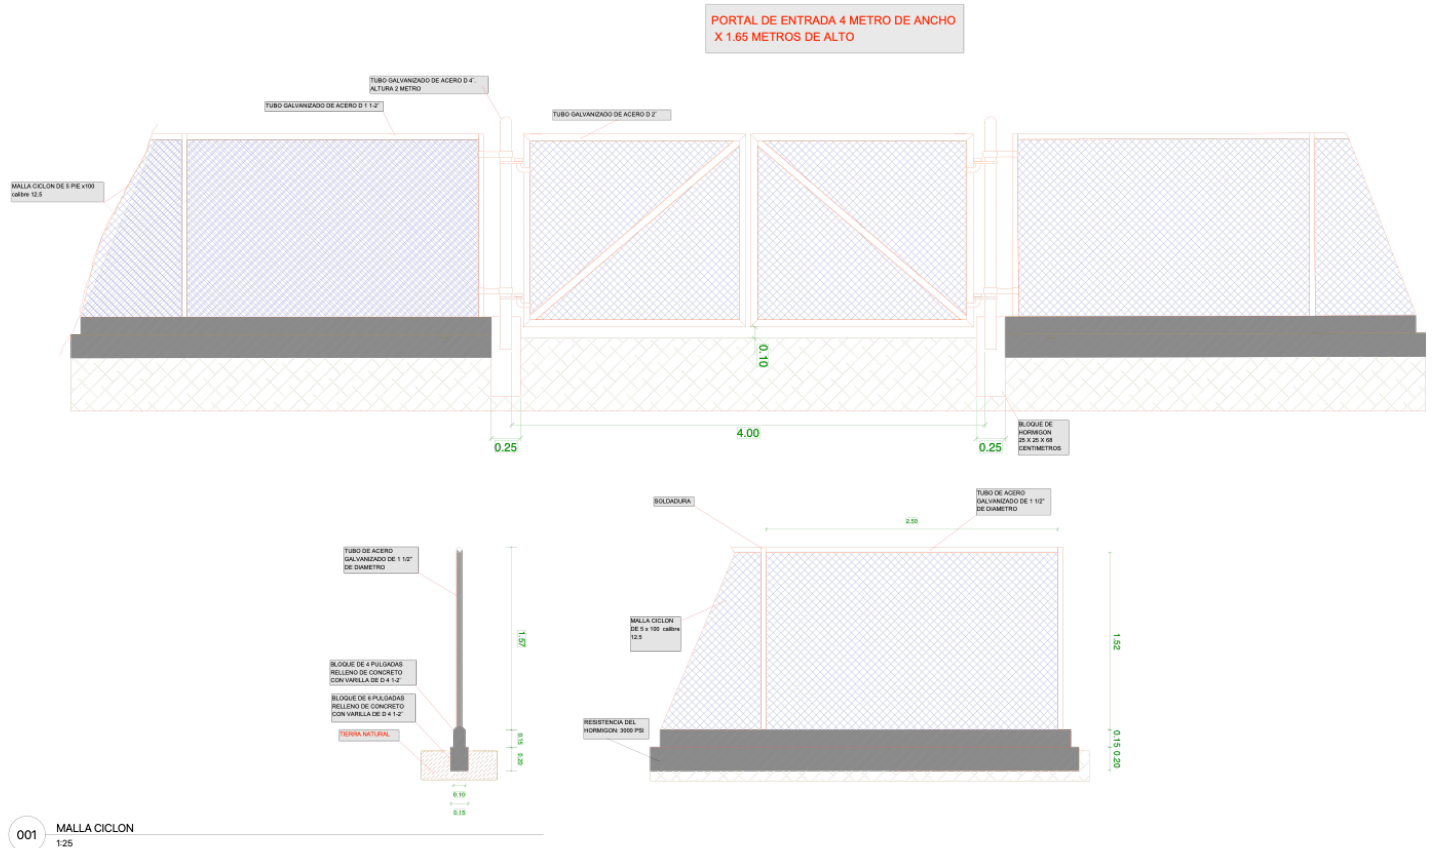 PORTAL DE ENTRADA 4 METRO DE ANCHO
X 1.65 METROS DE ALTO
TUBO GALVANIZADO DE ACERO D 4¨.
ALTURA 2 METRO
TUBO GALVANIZADO DE ACERO D 1 1-2¨
TUBO GALVANIZADO DE ACERO D 2¨
MALLA CICLON DE 5 PIE x100
calibre 12.5
0.10
4.00
0.25
0.25
BLOQUE DE
HORMIGON
25 X 25 X 68
CENTIMETROS
SOLDADURA
TUBO DE ACERO
GALVANIZADO DE 1 1/2"
DE DIAMETRO
2.50
TUBO DE ACERO
GALVANIZADO DE 1 1/2"
DE DIAMETRO
1.57
MALLA CICLON
DE 5 x 100 calibre
12.5
1.52
BLOQUE DE 4 PULGADAS
RELLENO DE CONCRETO
CON VARILLA DE D 4 1-2¨
BLOQUE DE 6 PULGADAS
RELLENO DE CONCRETO
CON VARILLA DE D 4 1-2¨
TIERRA NATURAL
0.15
0.20
RESISTENCIA DEL
HORMIGON: 3000 PSI
0.15
0.20
0.10
0.15
001
MALLA CICLON
1:25